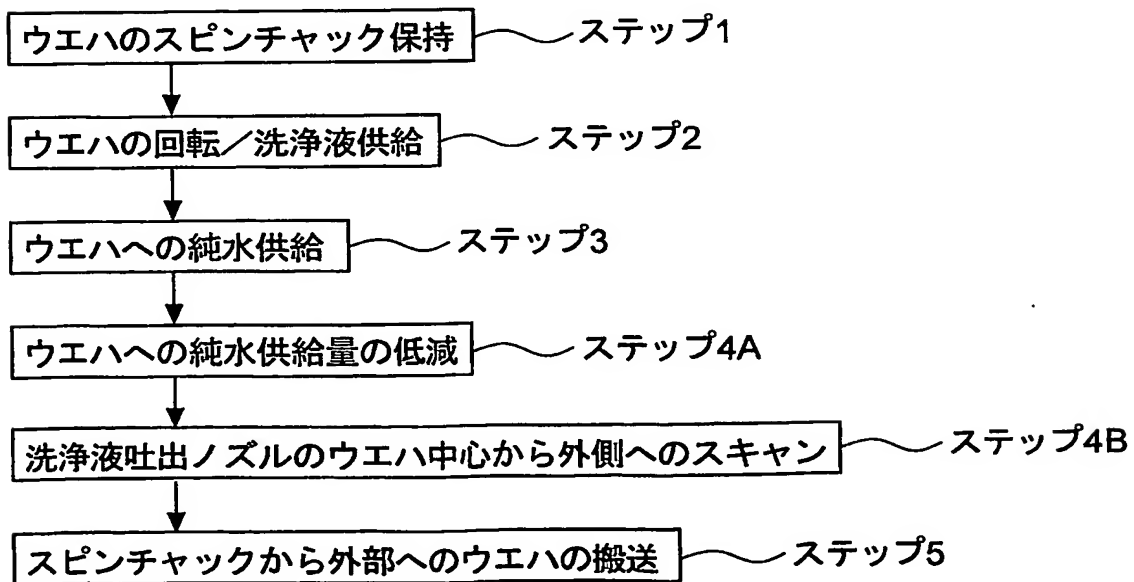 ウエハのスピンチャック保持 ステップ1
ウエハの回転／洗浄液供給 ステップ2
ウエハへの純水供給 ステップ3
ウエハへの純水供給量の低減 ステップ4A
洗浄液吐出ノズルのウエハ中心から外側へのスキャン ステップ4B
スピンチャックから外部へのウエハの搬送 ステップ5